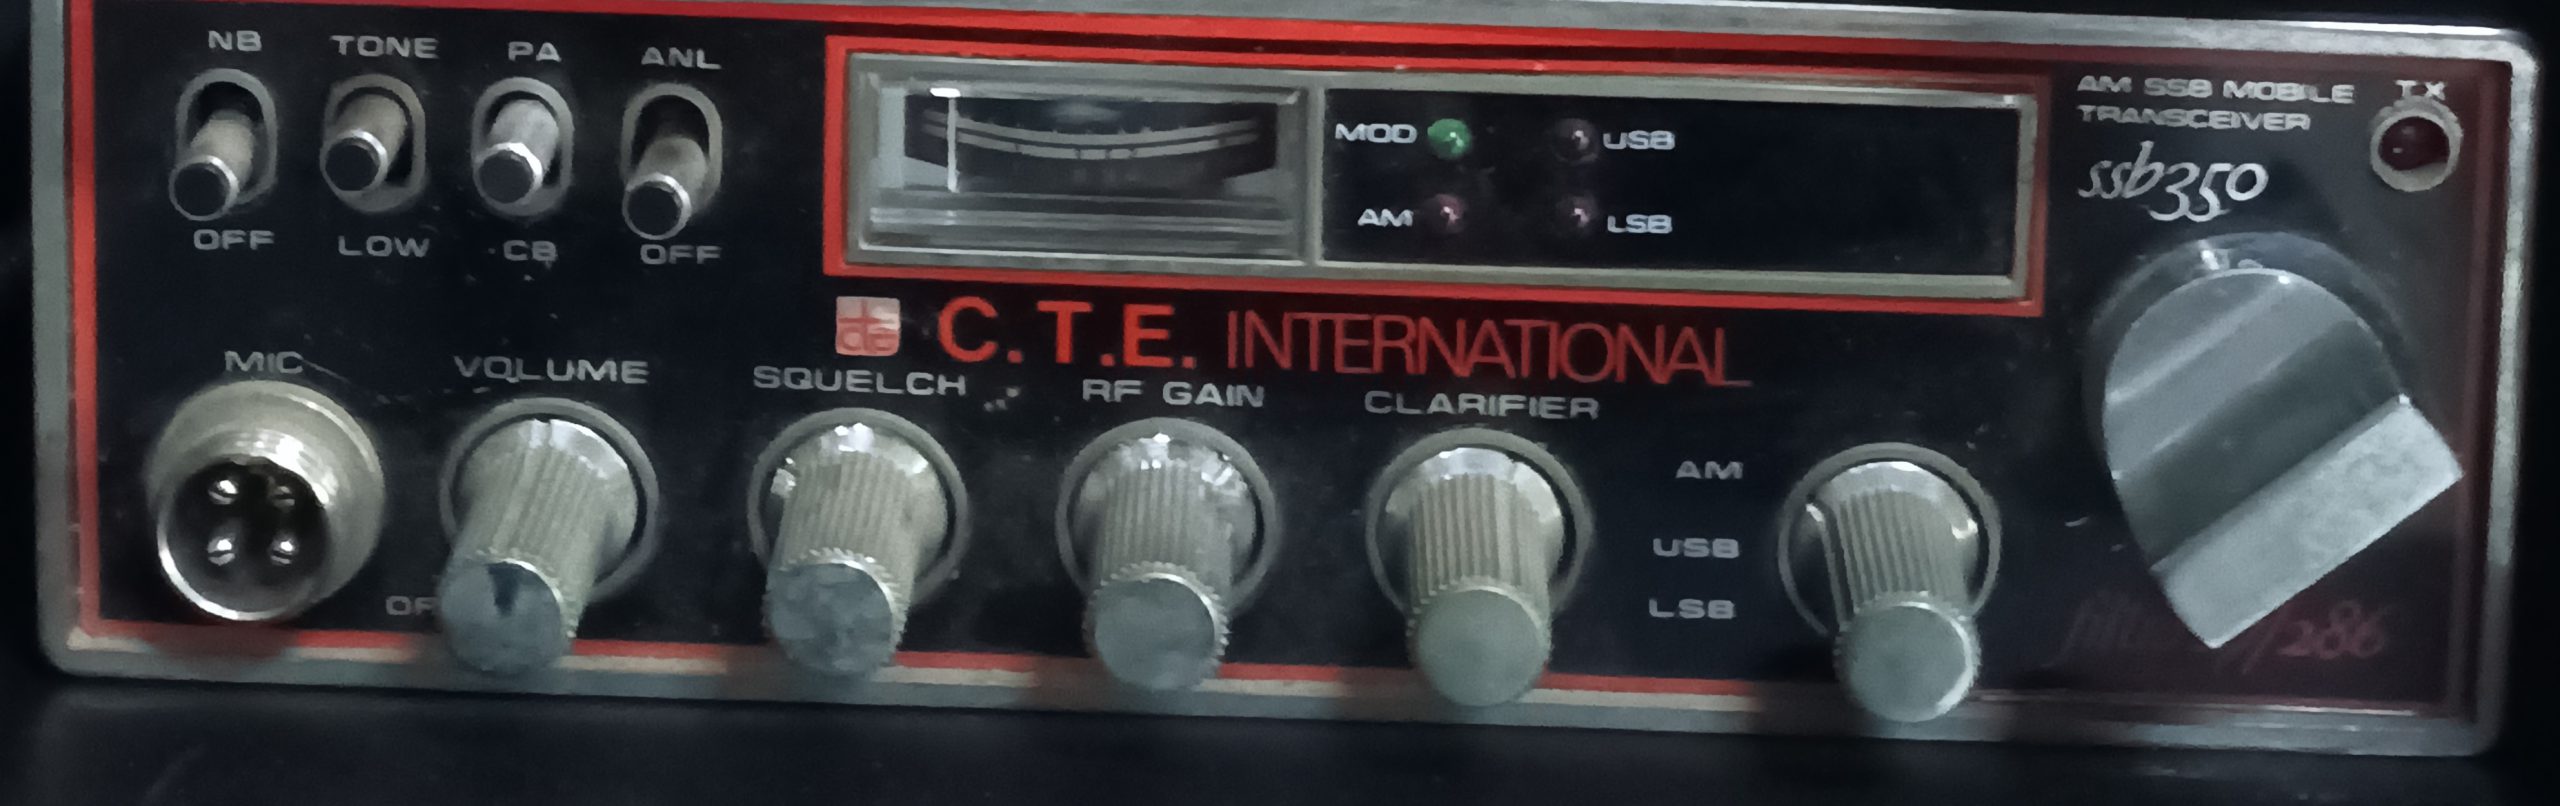 NB TONE PA ANL
OFF LOW CB OFF
MOD USB
AM LSB
AM SSB MOBILE
TRANSCEIVER
TX
ssb350
C.T.E. INTERNATIONAL
MIC VOLUME SQUELCH RF GAIN CLARIFIER
AM
USB
LSB